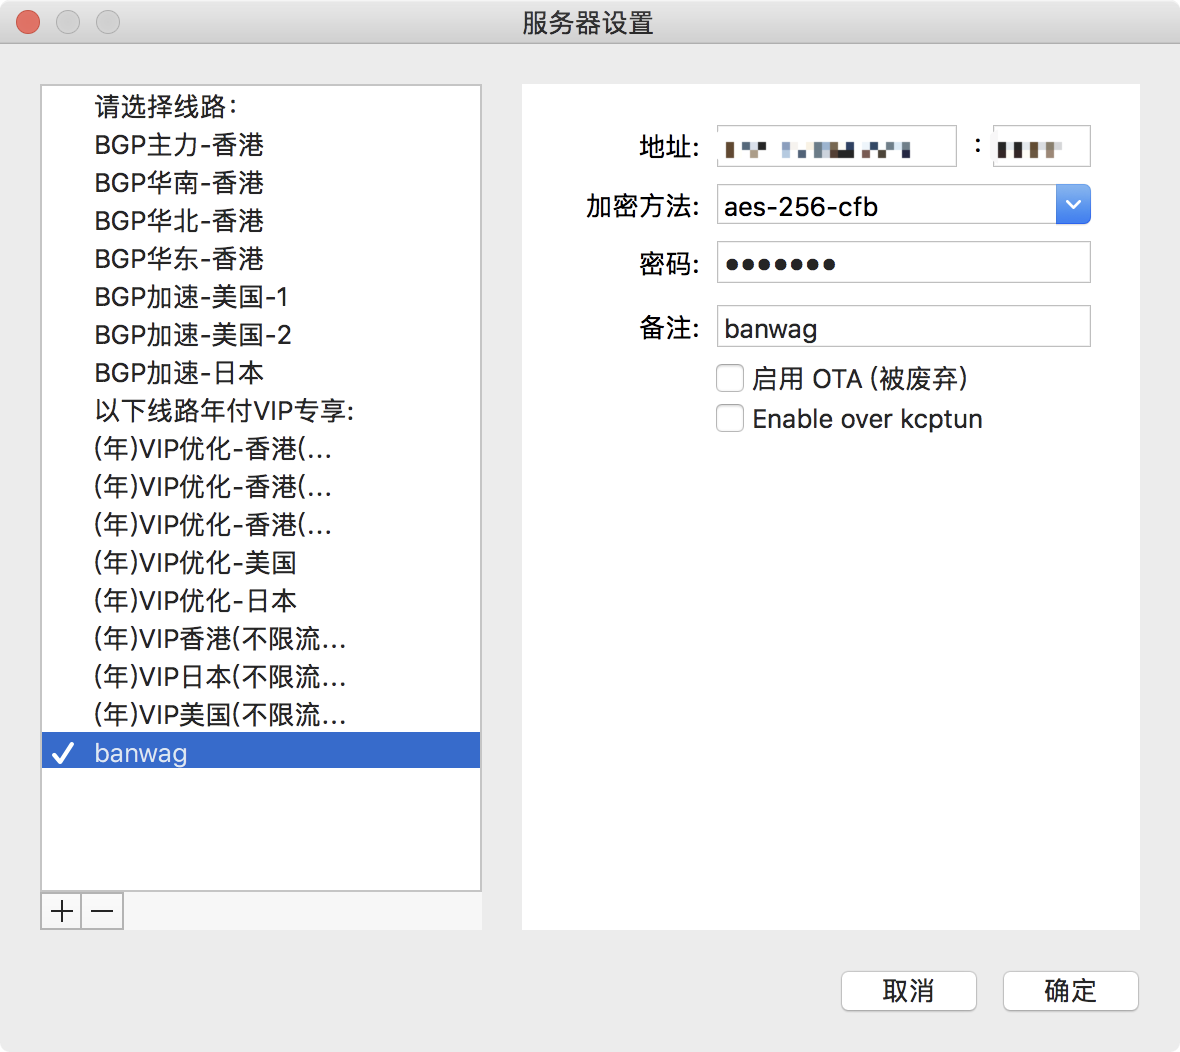 服务器设置
请选择线路：
BGP主力-香港
BGP华南-香港
BGP华北-香港
BGP华东-香港
BGP加速-美国-1
BGP加速-美国-2
BGP加速-日本
以下线路年付VIP专享:
(年)VIP优化-香港(...
(年)VIP优化-香港(...
(年)VIP优化-香港(...
(年)VIP优化-美国
(年)VIP优化-日本
(年)VIP香港(不限流...
(年)VIP日本(不限流...
(年)VIP美国(不限流...
banwag
地址: :
加密方法: aes-256-cfb
密码: •••••••
备注: banwag
启用 OTA (被废弃)
Enable over kcptun
取消 确定